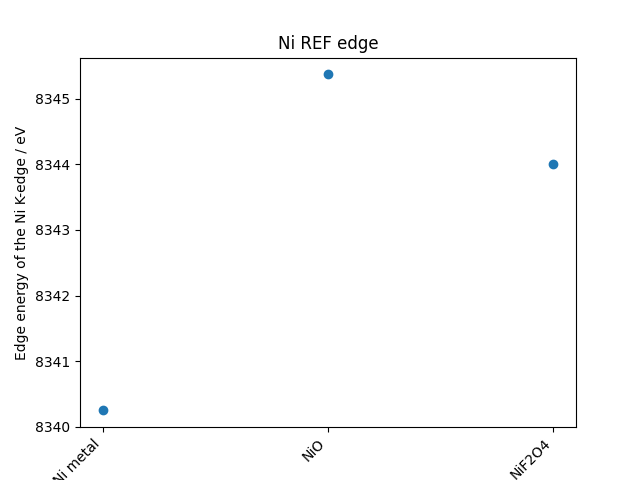 Ni REF edge
Edge energy of the Ni K-edge / eV
8345
8344
8343
8342
8341
8340
Ni metal
NiO
NiF2O4